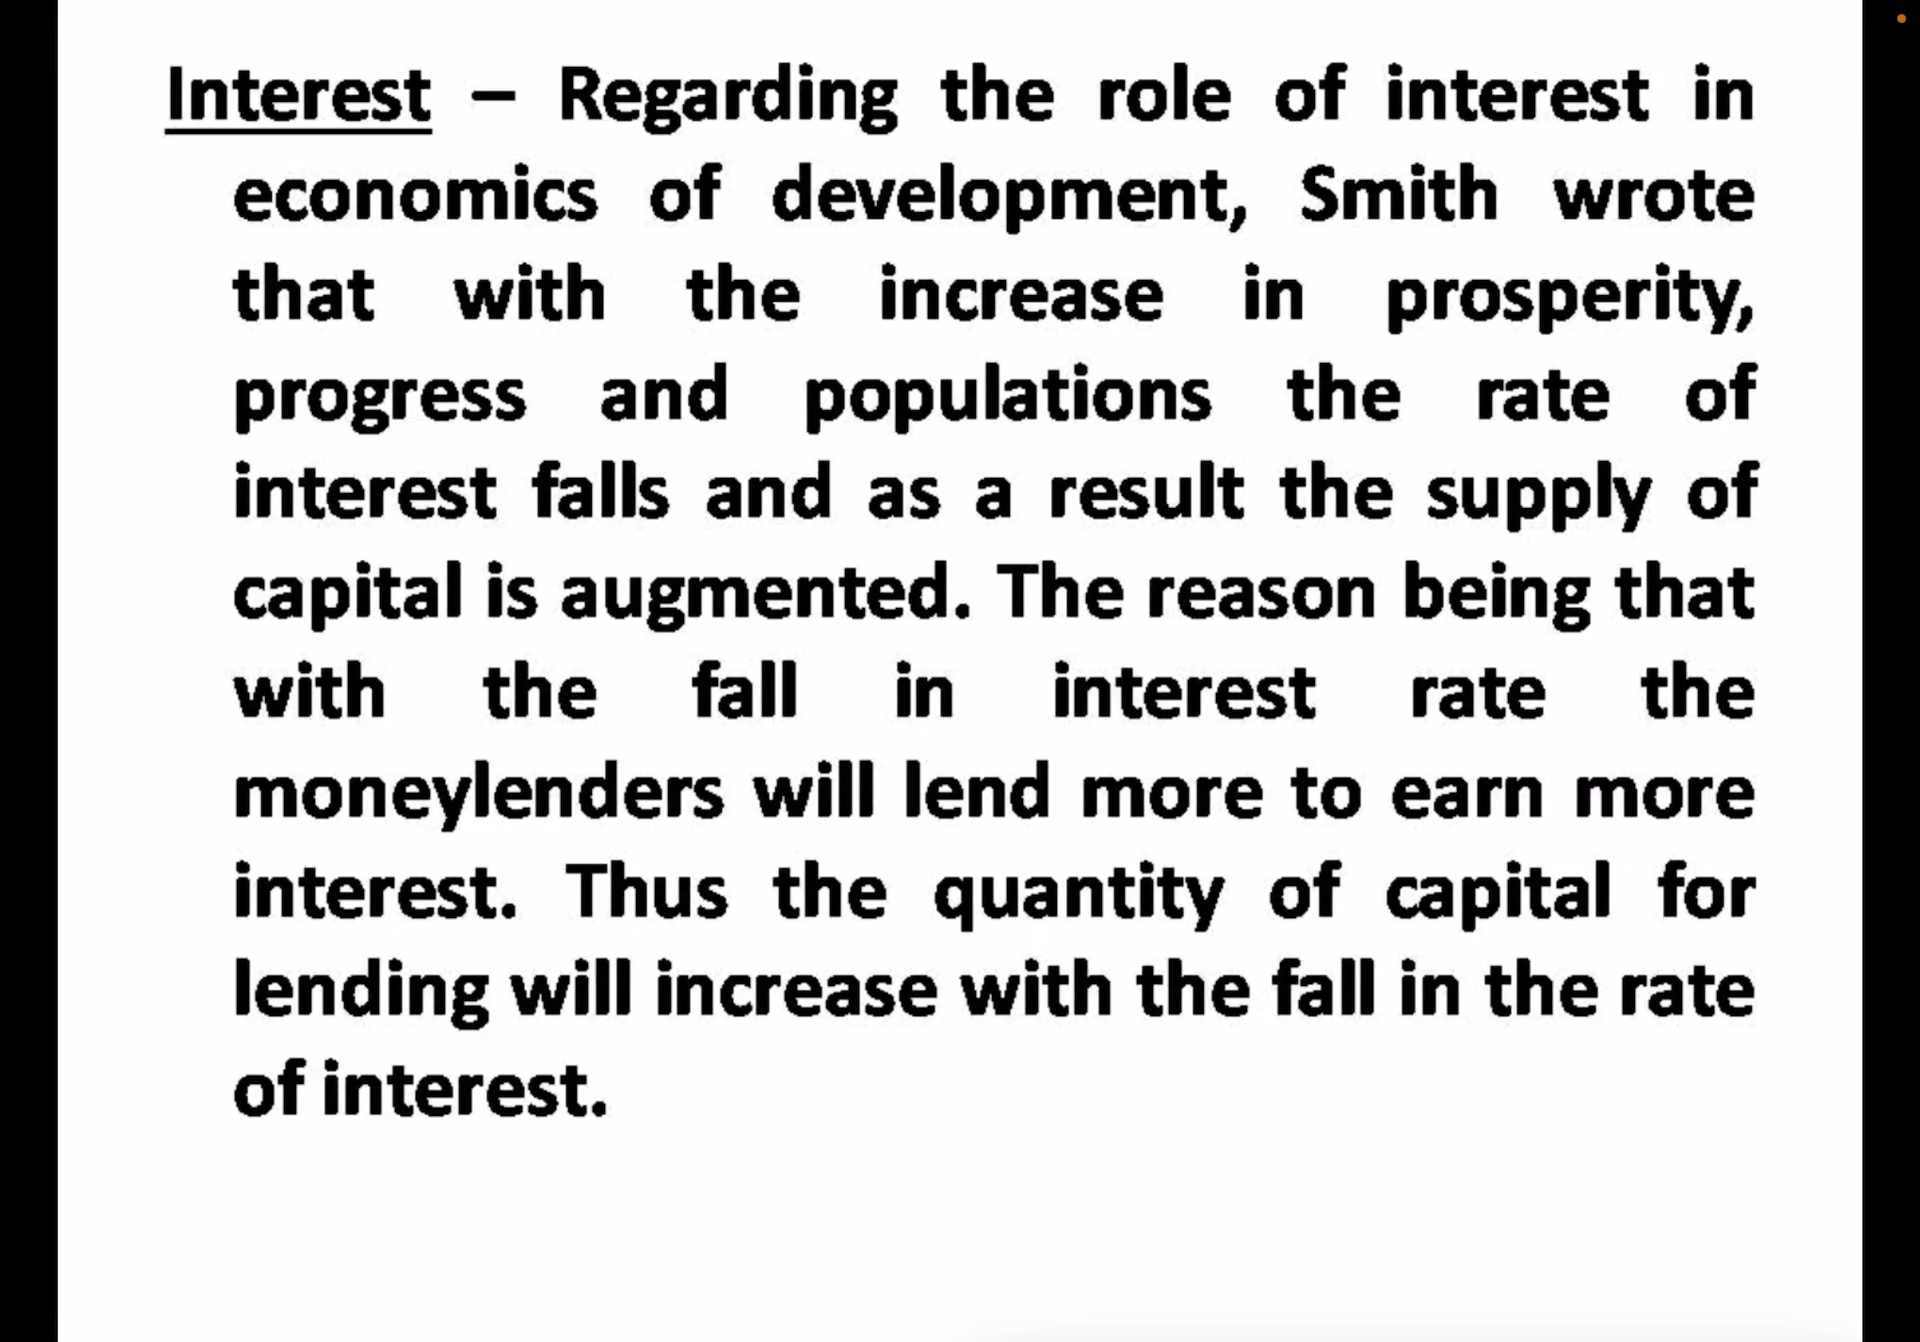 Interest – Regarding the role of interest in
economics of development, Smith wrote
that with the increase in prosperity,
progress and populations the rate of
interest falls and as a result the supply of
capital is augmented. The reason being that
with the fall in interest rate the
moneylenders will lend more to earn more
interest. Thus the quantity of capital for
lending will increase with the fall in the rate
of interest.